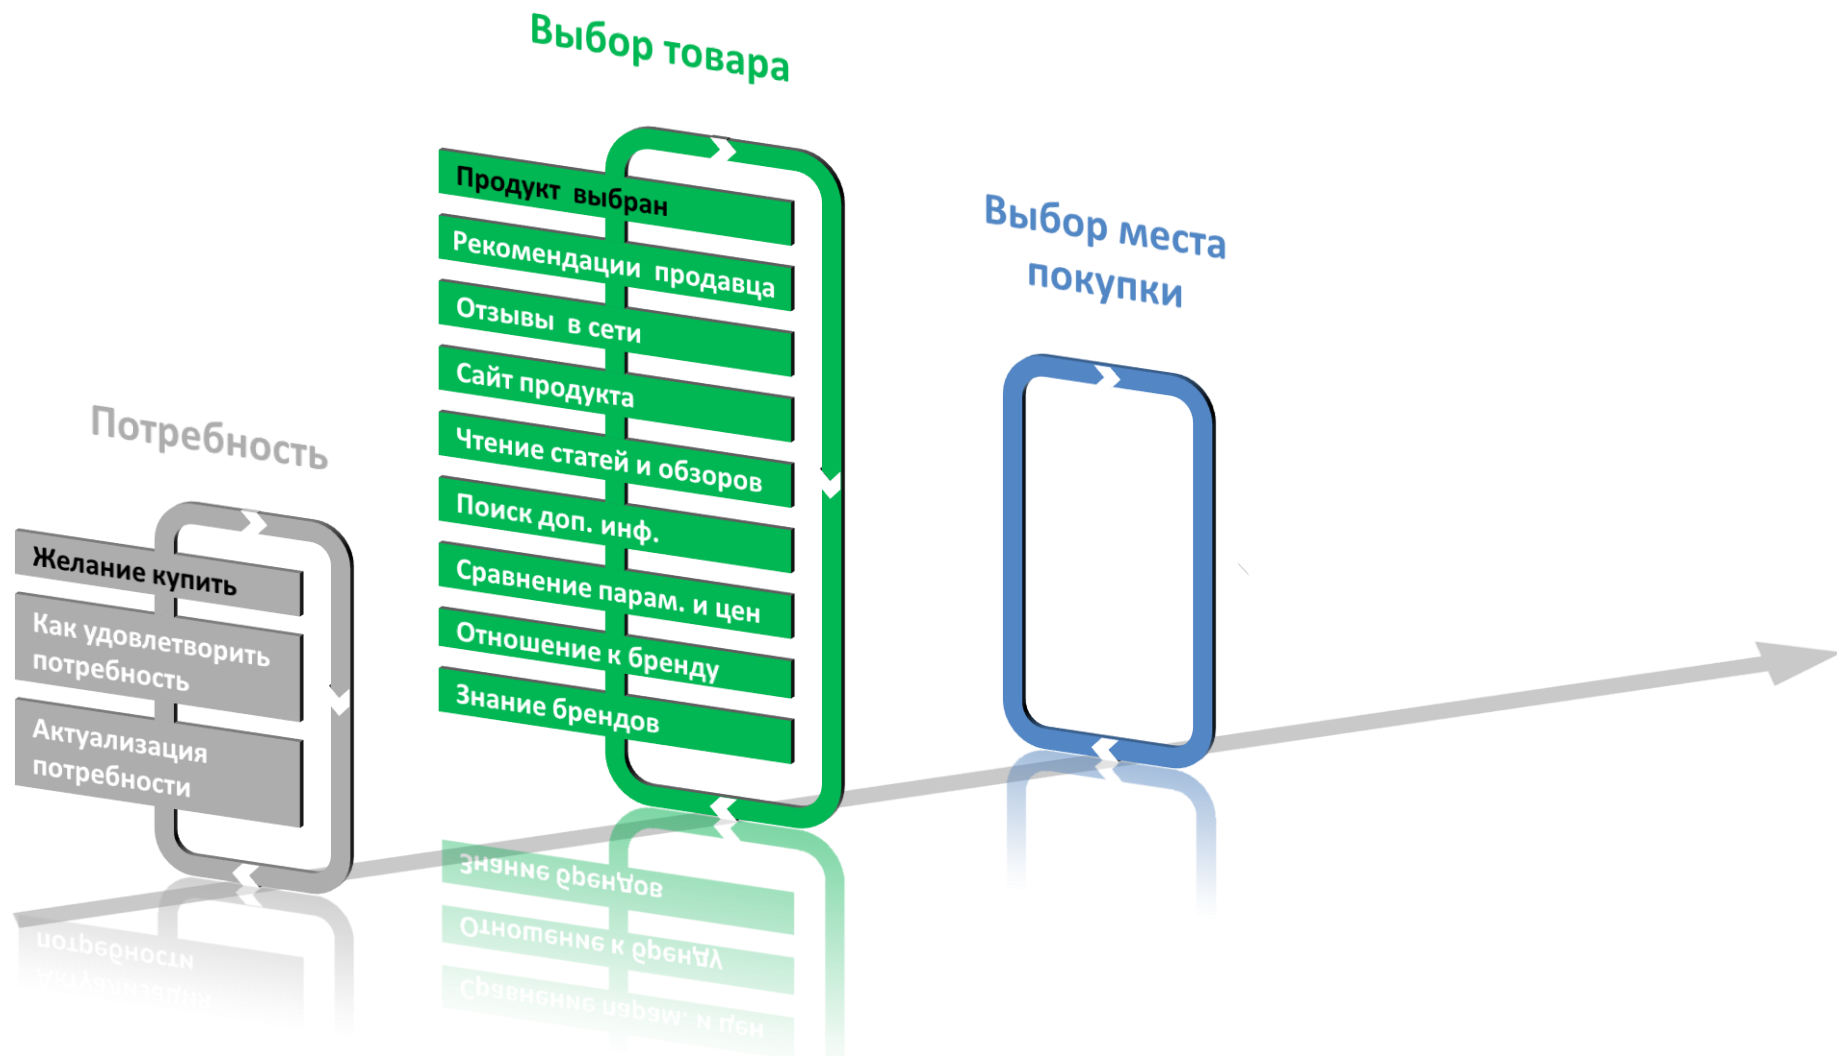 Потребность
Желание купить
Как удовлетворить
потребность
Актуализация
потребности
Выбор товара
Продукт выбран
Рекомендации продавца
Отзывы в сети
Сайт продукта
Чтение статей и обзоров
Поиск доп. инф.
Сравнение парам. и цен
Отношение к бренду
Знание брендов
Выбор места
покупки